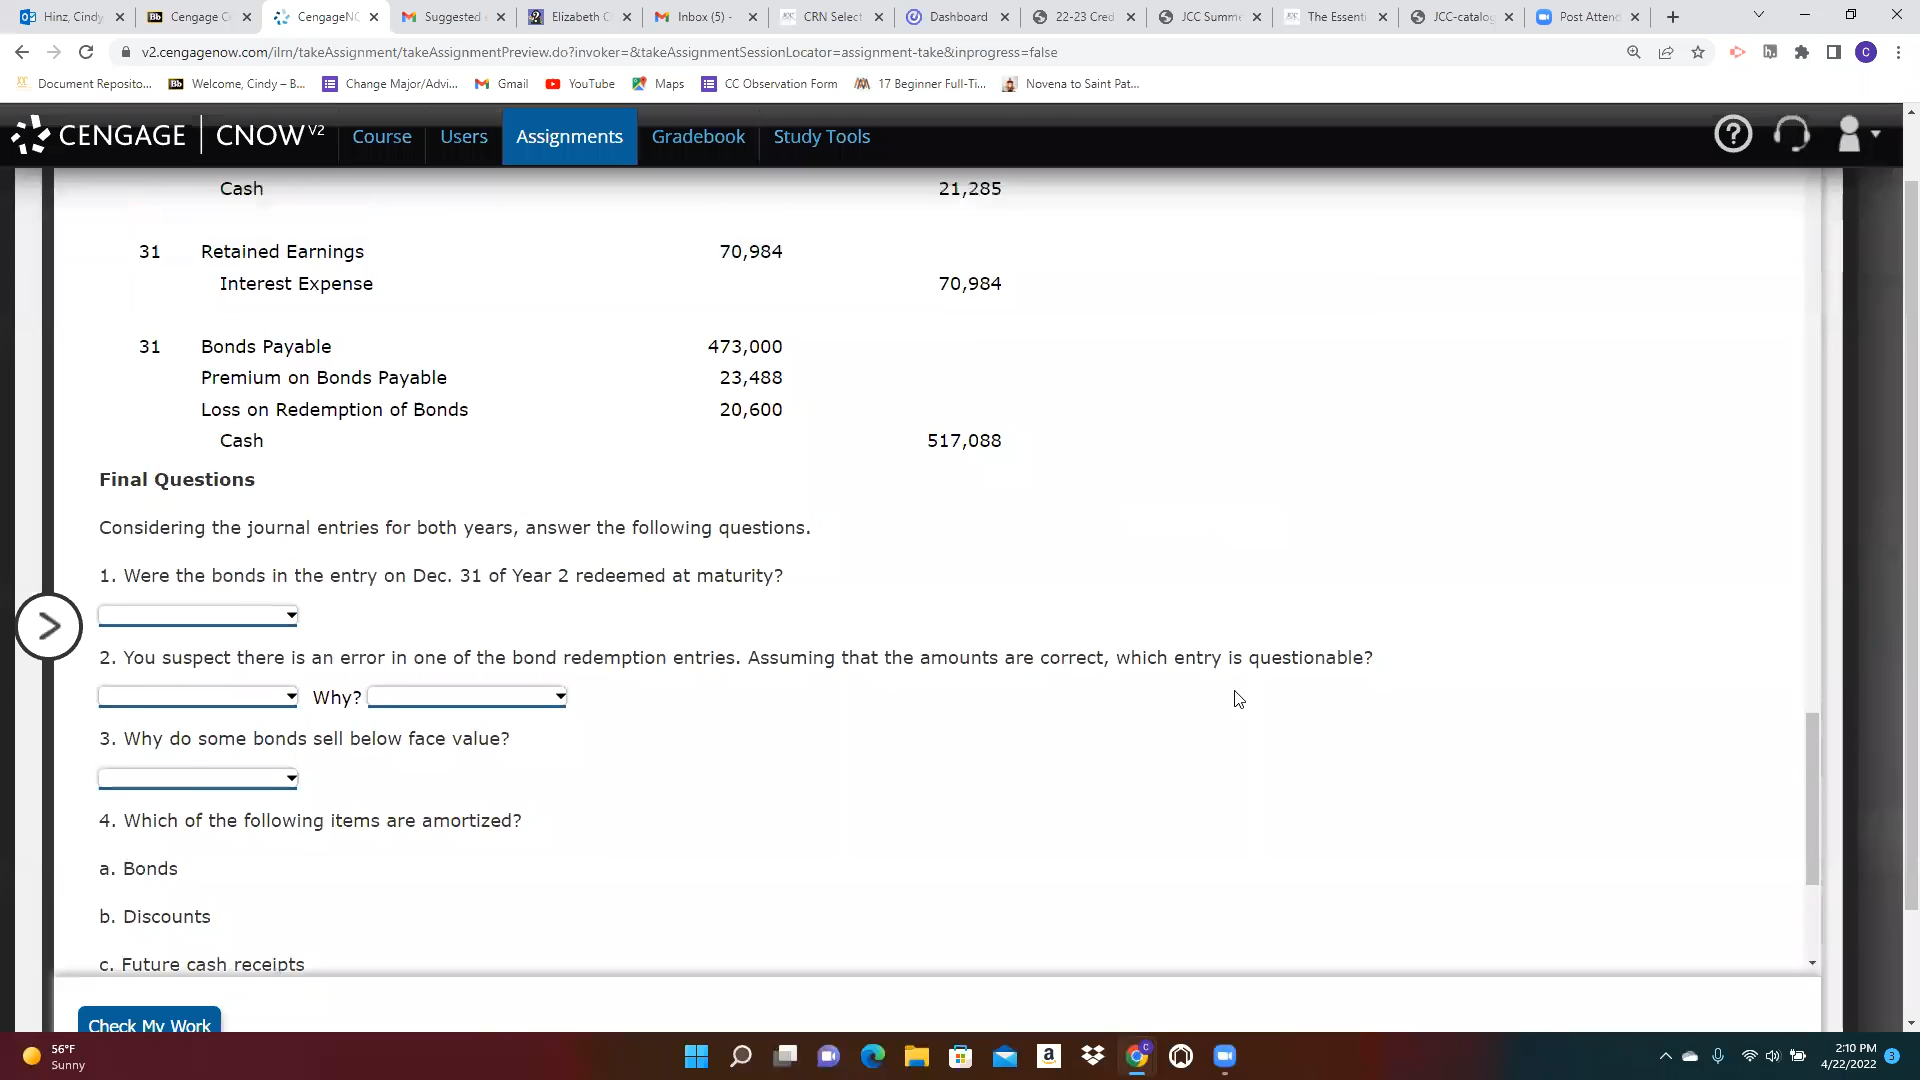 Hinz, Cindy
Cengage C
CengageNC
Suggested
Elizabeth C
Inbox (5) -
CRN Select
Dashboard
22-23 Cred
JCC Summe
The Essenti
JCC-catalog
Post Attend
v2.cengagenow.com/ilrn/takeAssignment/takeAssignmentPreview.do?invoker=&takeAssignmentSessionLocator=assignment-take&inprogress=false
Document Reposito...
Welcome, Cindy – B...
Change Major/Advi...
Gmail
YouTube
Maps
CC Observation Form
17 Beginner Full-Ti...
Novena to Saint Pat...
CENGAGE | CNOWV2
Course
Users
Assignments
Gradebook
Study Tools
Cash 21,285
31 Retained Earnings 70,984
Interest Expense 70,984
31 Bonds Payable 473,000
Premium on Bonds Payable 23,488
Loss on Redemption of Bonds 20,600
Cash 517,088
Final Questions
Considering the journal entries for both years, answer the following questions.
1. Were the bonds in the entry on Dec. 31 of Year 2 redeemed at maturity?
2. You suspect there is an error in one of the bond redemption entries. Assuming that the amounts are correct, which entry is questionable?
Why?
3. Why do some bonds sell below face value?
4. Which of the following items are amortized?
a. Bonds
b. Discounts
c. Future cash receipts
Check My Work
56°F
Sunny
2:10 PM
4/22/2022
3